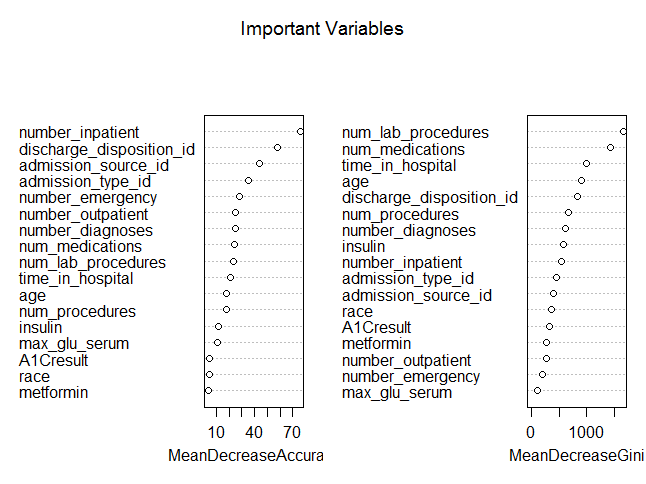 Important Variables
number_inpatient
discharge_disposition_id
admission_source_id
admission_type_id
number_emergency
number_outpatient
number_diagnoses
num_medications
num_lab_procedures
time_in_hospital
age
num_procedures
insulin
max_glu_serum
A1Cresult
race
metformin
10 40 70
MeanDecreaseAccura
num_lab_procedures
num_medications
time_in_hospital
age
discharge_disposition_id
num_procedures
number_diagnoses
insulin
number_inpatient
admission_type_id
admission_source_id
race
A1Cresult
metformin
number_outpatient
number_emergency
max_glu_serum
0 1000
MeanDecreaseGini